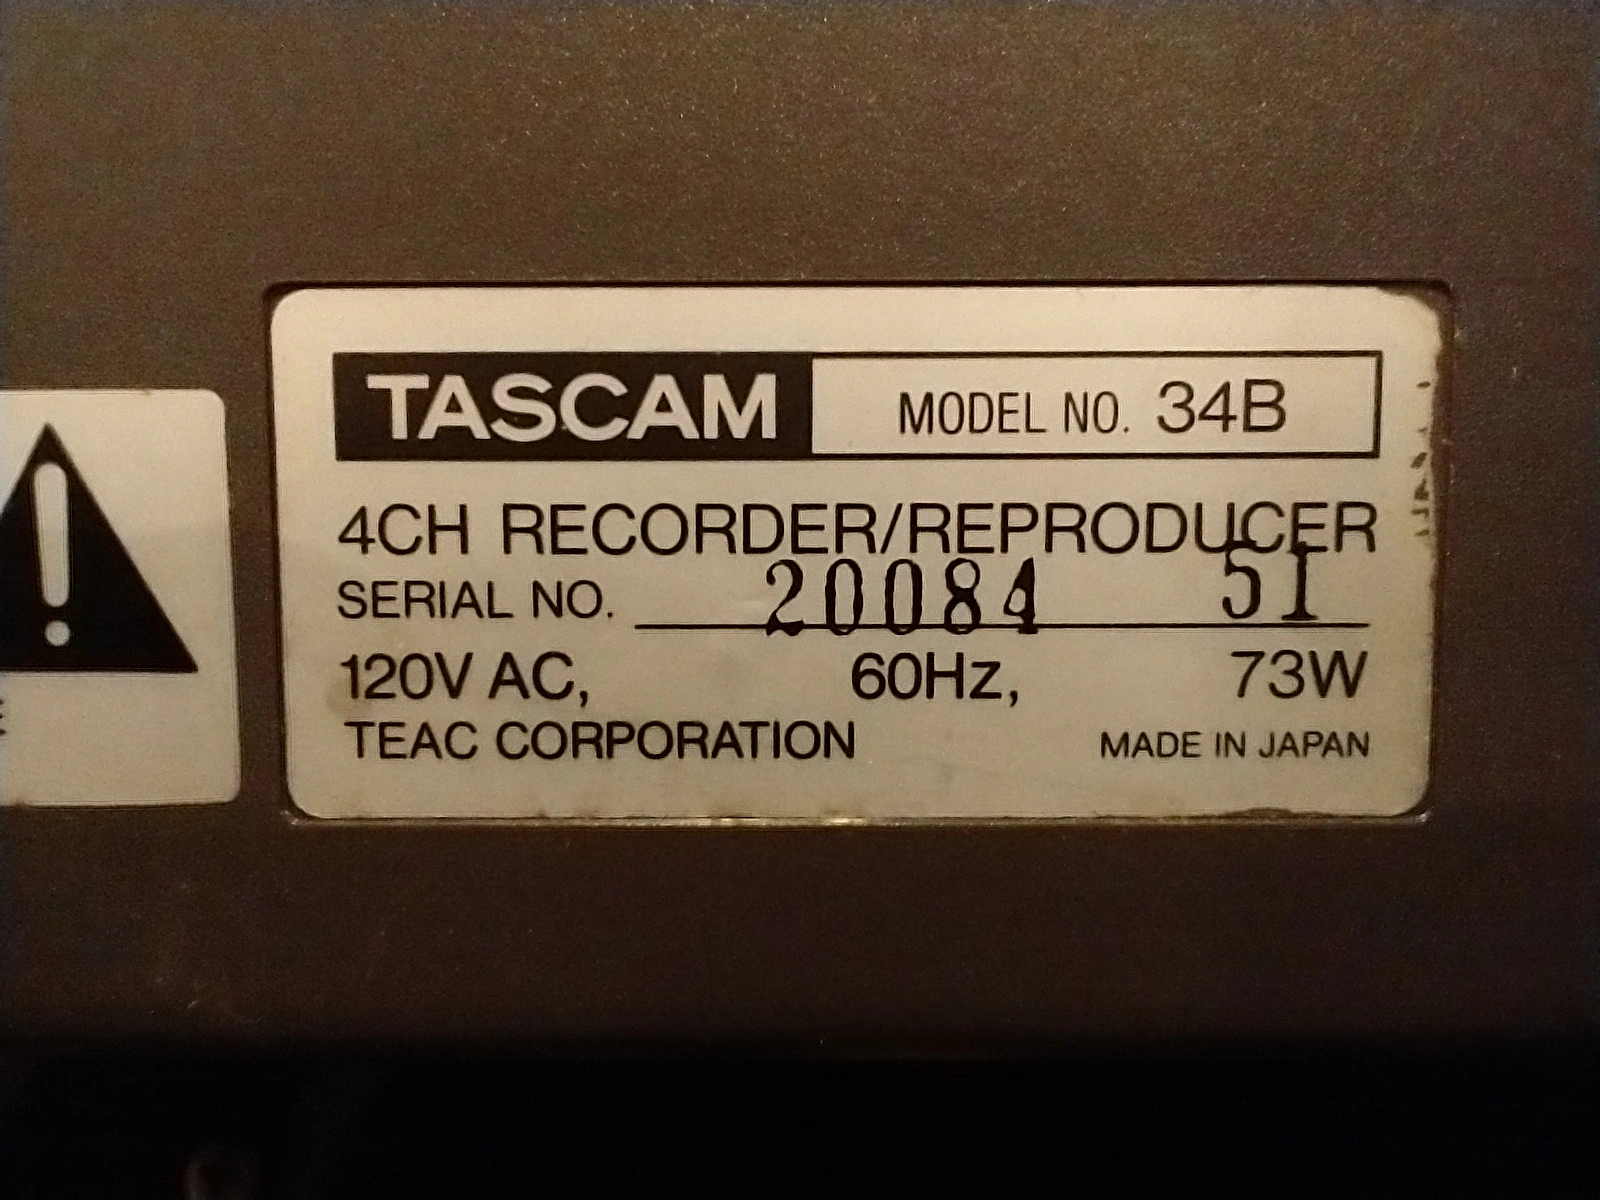 TASCAM MODEL NO. 34B
4CH RECORDER/REPRODUCER
SERIAL NO. 20084 51
120V AC, 60Hz, 73W
TEAC CORPORATION MADE IN JAPAN